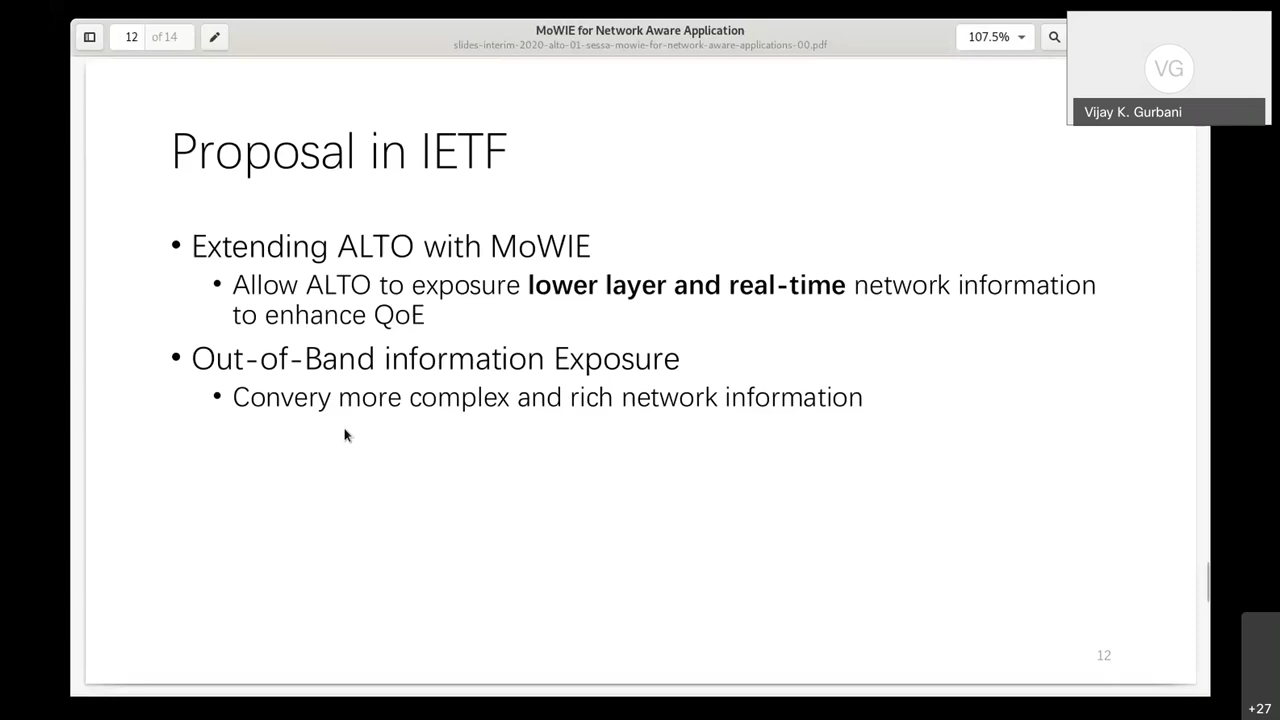 12 of 14
MoWIE for Network Aware Application
slides-interim-2020-alto-01-sessa-mowie-for-network-aware-applications-00.pdf
107.5%
VG
Vijay K. Gurbani
Proposal in IETF
• Extending ALTO with MoWIE
• Allow ALTO to exposure lower layer and real-time network information
to enhance QoE
• Out-of-Band information Exposure
• Convery more complex and rich network information
12
+27